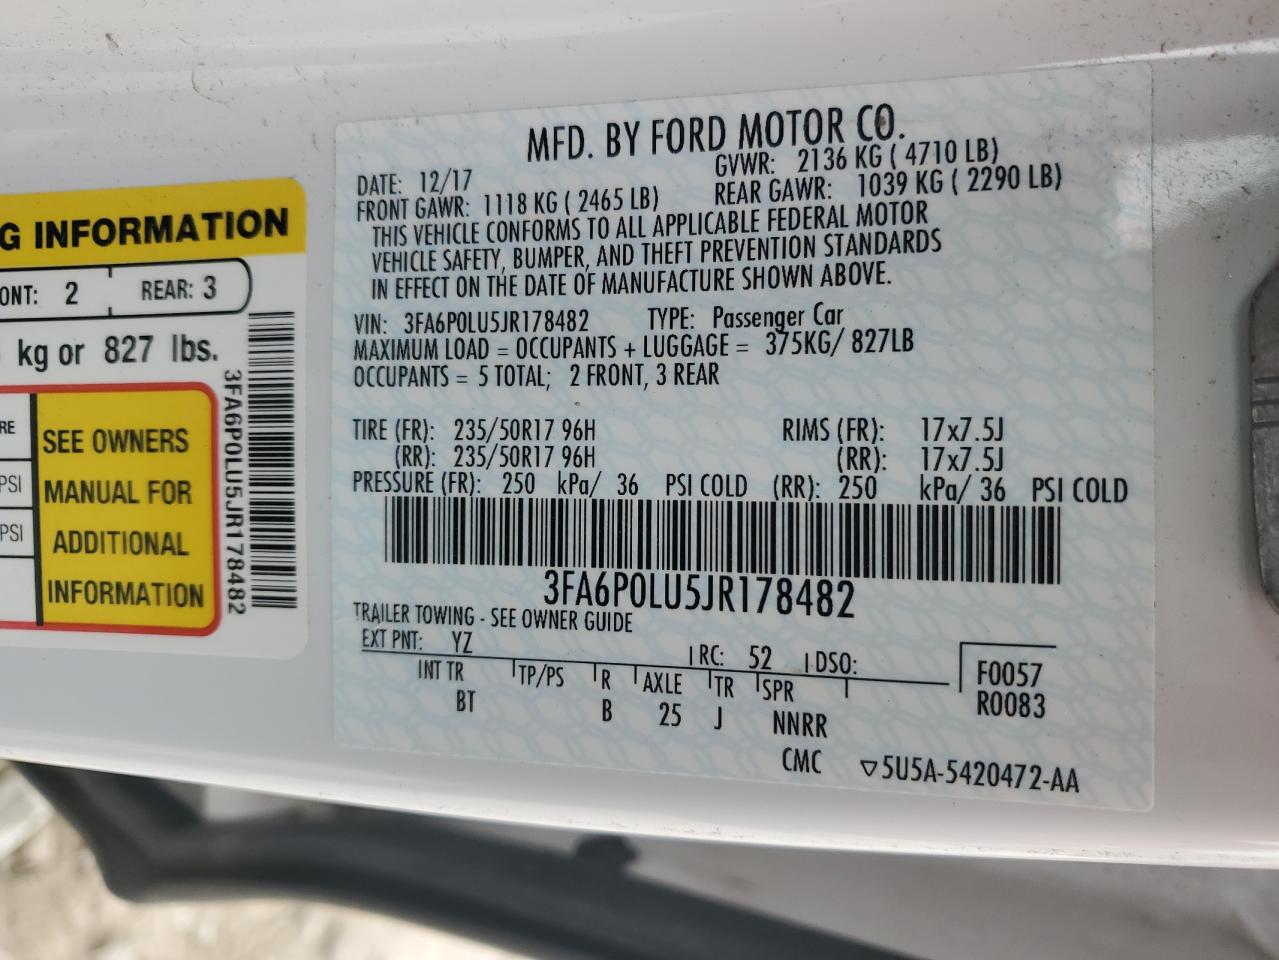 G INFORMATION
ONT: 2 REAR: 3
kg or 827 lbs.
RE
PSI
PSI
SEE OWNERS
MANUAL FOR
ADDITIONAL
INFORMATION
3FA6P0LU5JR178482
MFD. BY FORD MOTOR CO.
DATE: 12/17 GVWR: 2136 KG ( 4710 LB)
FRONT GAWR: 1118 KG ( 2465 LB) REAR GAWR: 1039 KG ( 2290 LB)
THIS VEHICLE CONFORMS TO ALL APPLICABLE FEDERAL MOTOR
VEHICLE SAFETY, BUMPER, AND THEFT PREVENTION STANDARDS
IN EFFECT ON THE DATE OF MANUFACTURE SHOWN ABOVE.
VIN: 3FA6P0LU5JR178482 TYPE: Passenger Car
MAXIMUM LOAD = OCCUPANTS + LUGGAGE = 375KG/ 827LB
OCCUPANTS = 5 TOTAL; 2 FRONT, 3 REAR
TIRE (FR): 235/50R17 96H RIMS (FR): 17x7.5J
(RR): 235/50R17 96H (RR): 17x7.5J
PRESSURE (FR): 250 kPa/ 36 PSI COLD (RR): 250 kPa/ 36 PSI COLD
3FA6P0LU5JR178482
TRAILER TOWING - SEE OWNER GUIDE
EXT PNT: YZ RC: 52 DSO:
INT TR TP/PS R AXLE TR SPR
BT B 25 J NNRR
F0057
R0083
CMC ▽5U5A-5420472-AA